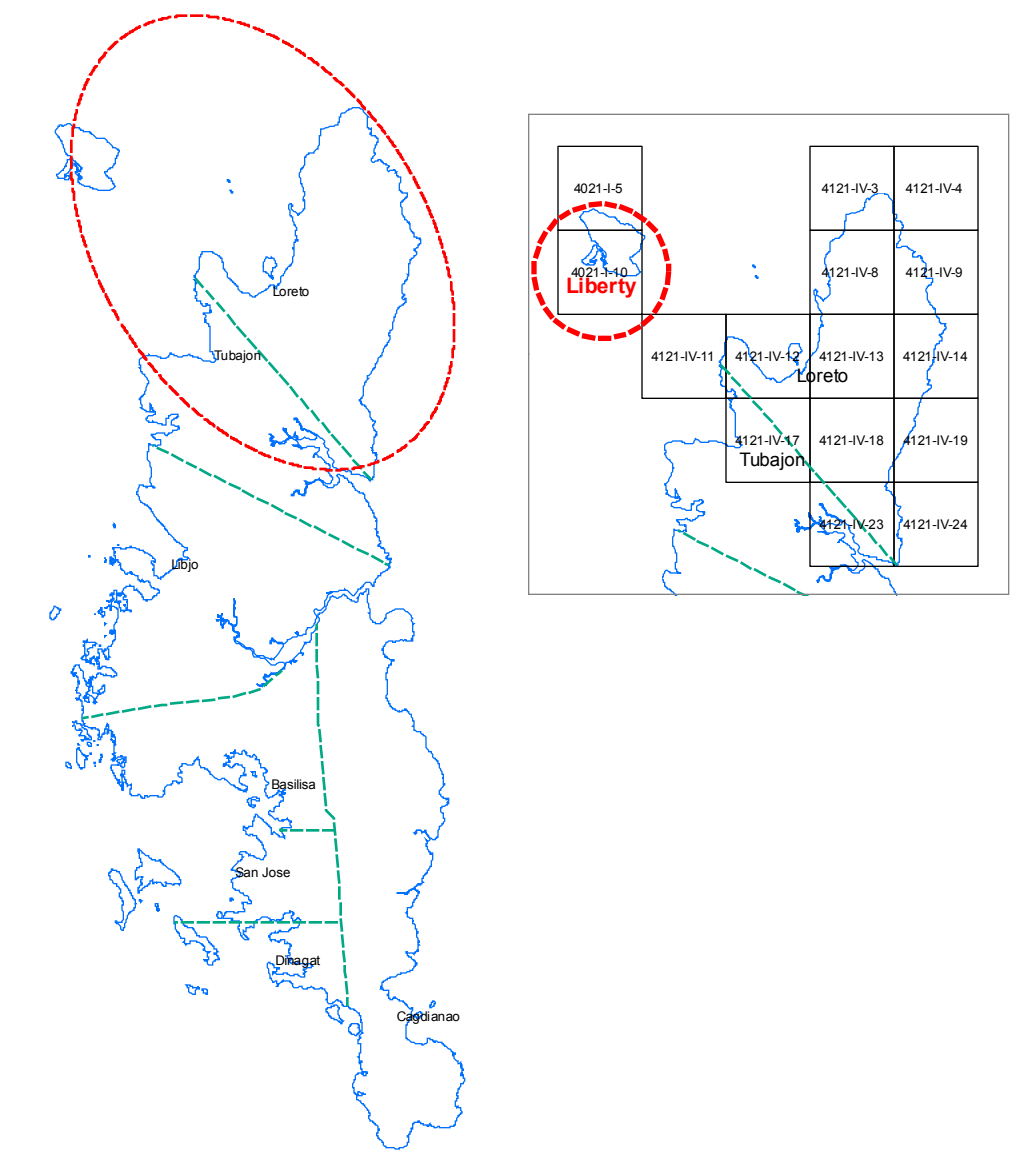 Loreto
Tubajon
Libjo
Basilisa
San Jose
Dinagat
Cagdianao
4021-I-5
4121-IV-3
4121-IV-4
4021-I-10
Liberty
4121-IV-8
4121-IV-9
4121-IV-11
4121-IV-12
4121-IV-13
4121-IV-14
Loreto
4121-IV-17
4121-IV-18
4121-IV-19
Tubajon
4121-IV-23
4121-IV-24